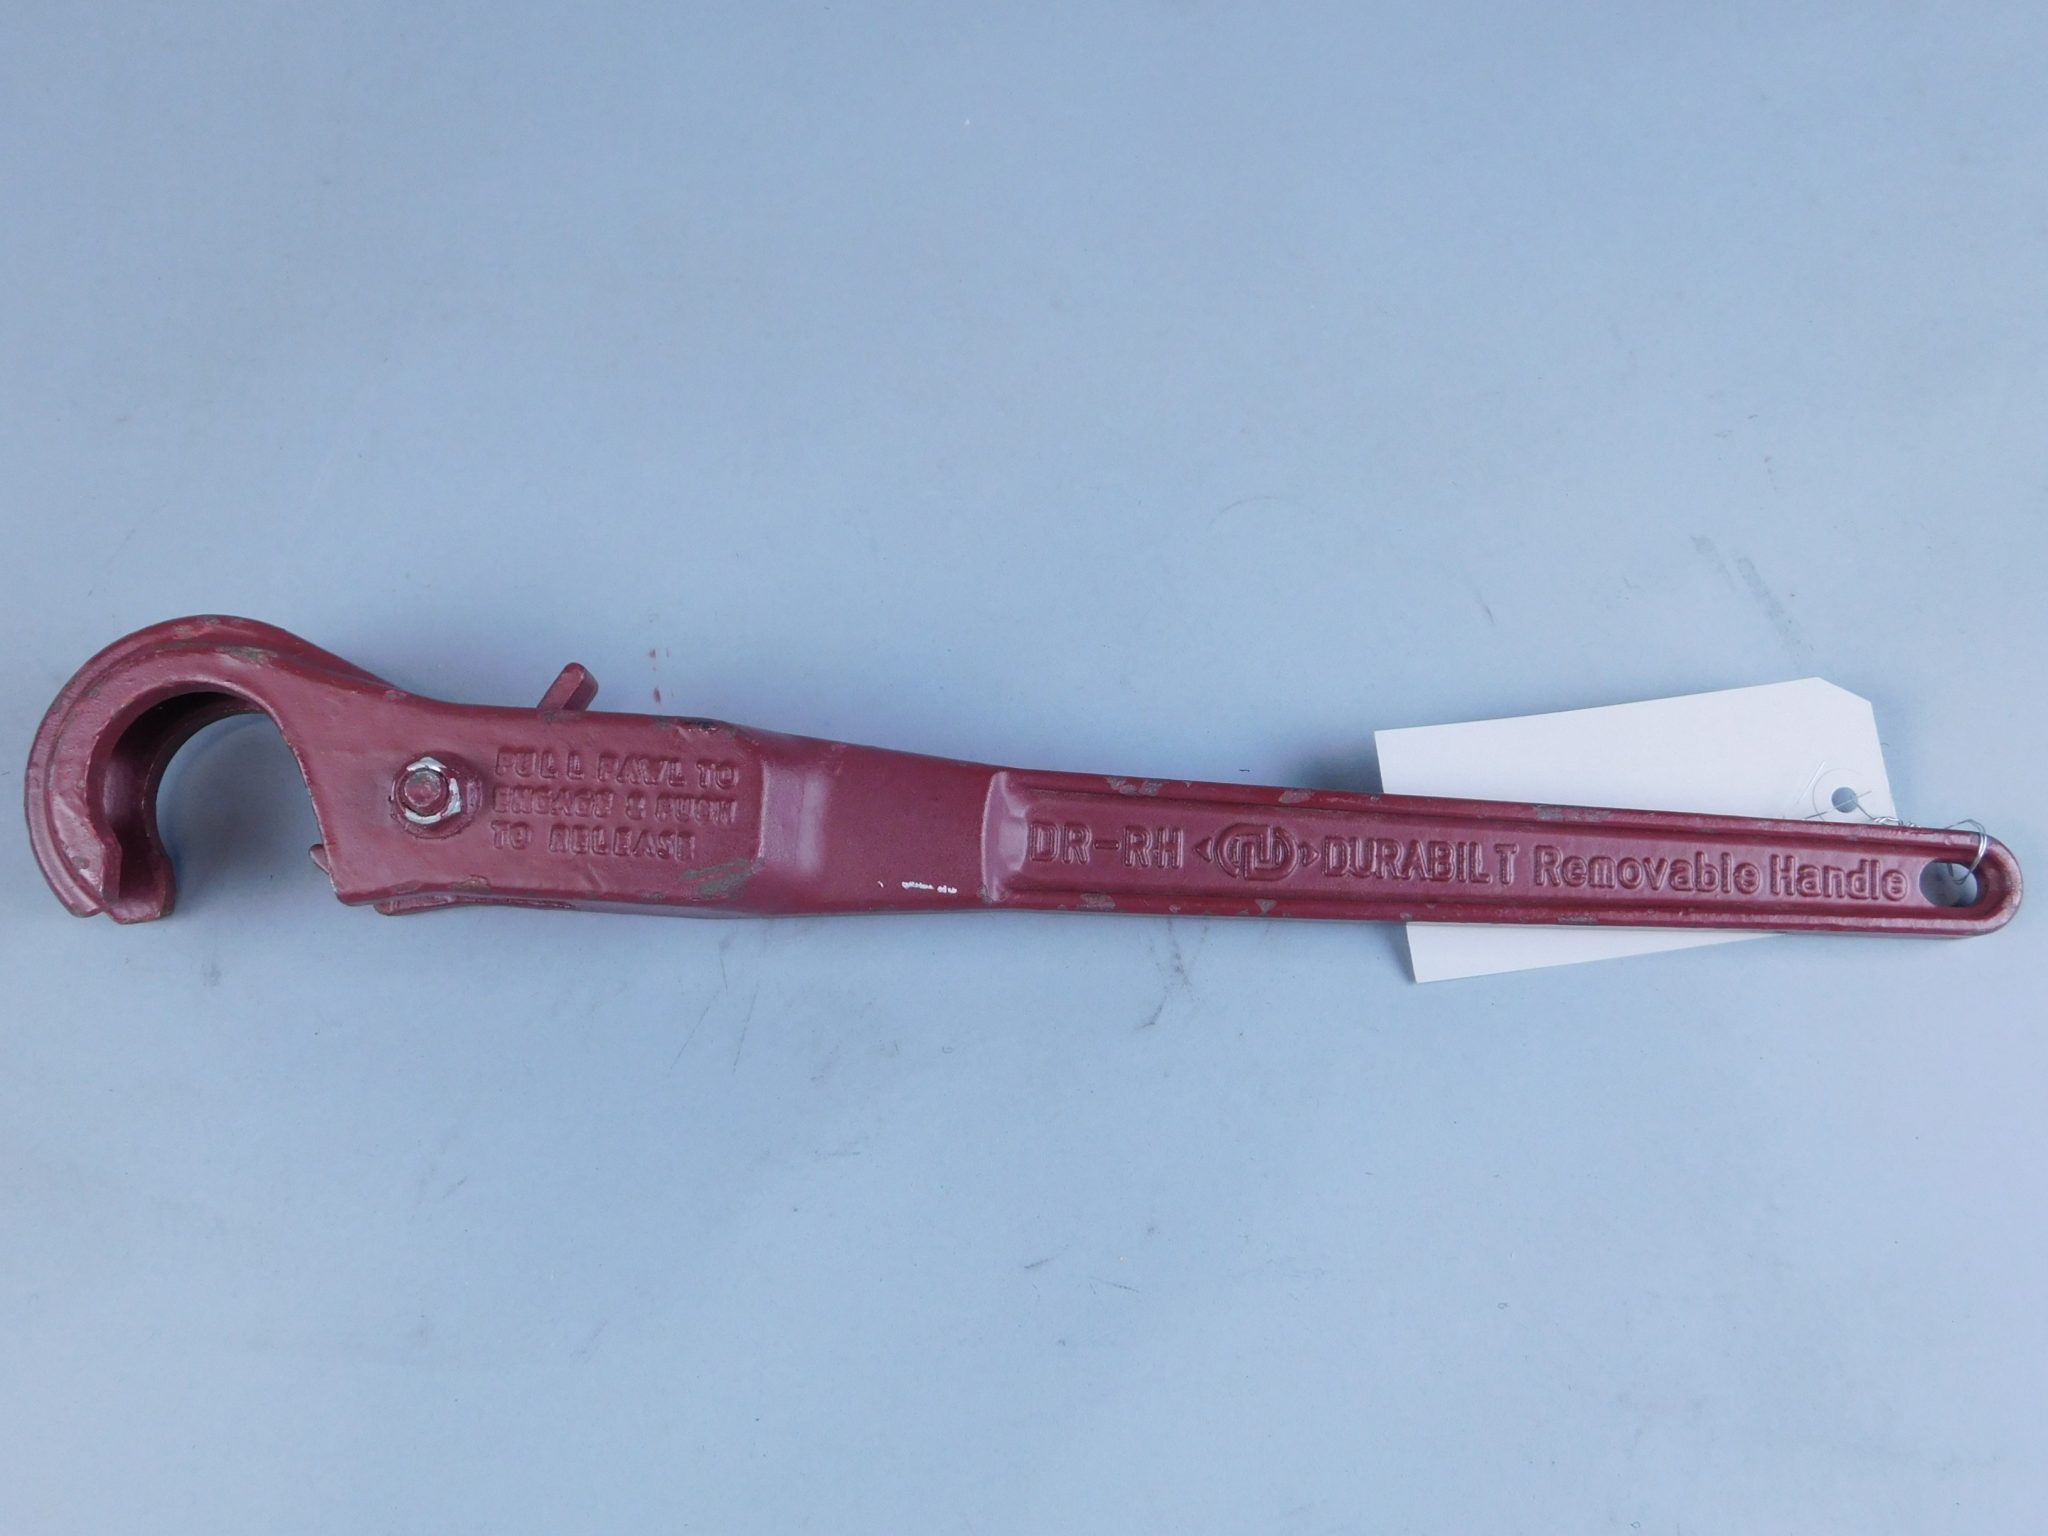 PULL PAWL TO
ENGAGE & PUSH
TO RELEASE
DR-RH DURABILT Removable Handle